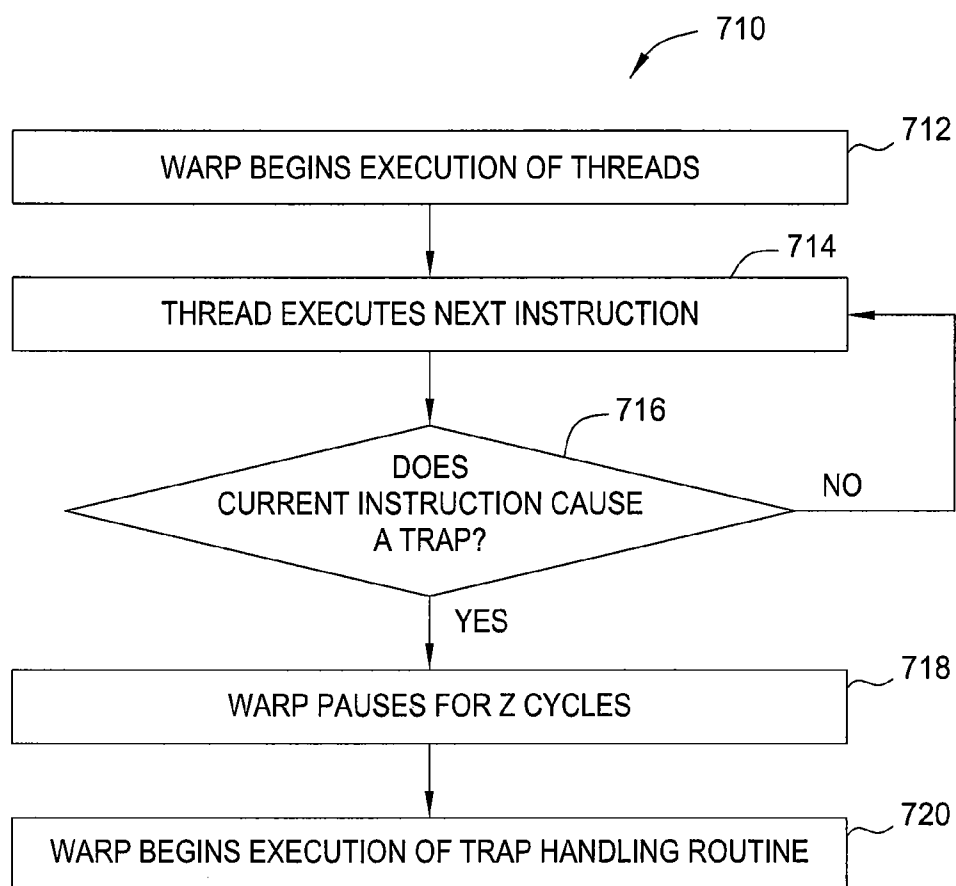 710
712
WARP BEGINS EXECUTION OF THREADS
714
THREAD EXECUTES NEXT INSTRUCTION
716
DOES
CURRENT INSTRUCTION CAUSE
A TRAP?
NO
YES
718
WARP PAUSES FOR Z CYCLES
720
WARP BEGINS EXECUTION OF TRAP HANDLING ROUTINE